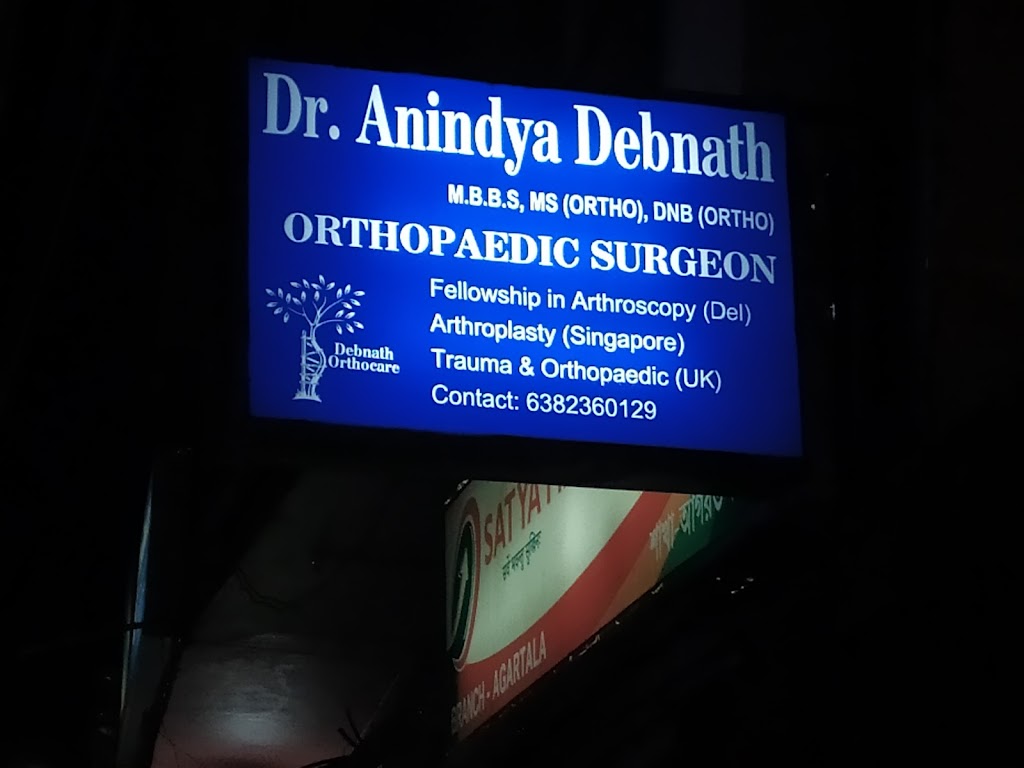 Dr. Anindya Debnath
M.B.B.S, MS (ORTHO), DNB (ORTHO)
ORTHOPAEDIC SURGEON
Fellowship in Arthroscopy (Del)
Arthroplasty (Singapore)
Trauma & Orthopaedic (UK)
Contact: 6382360129
Debnath
Orthocare
SATYA
শাখা-
BRANCH - AGARTALA